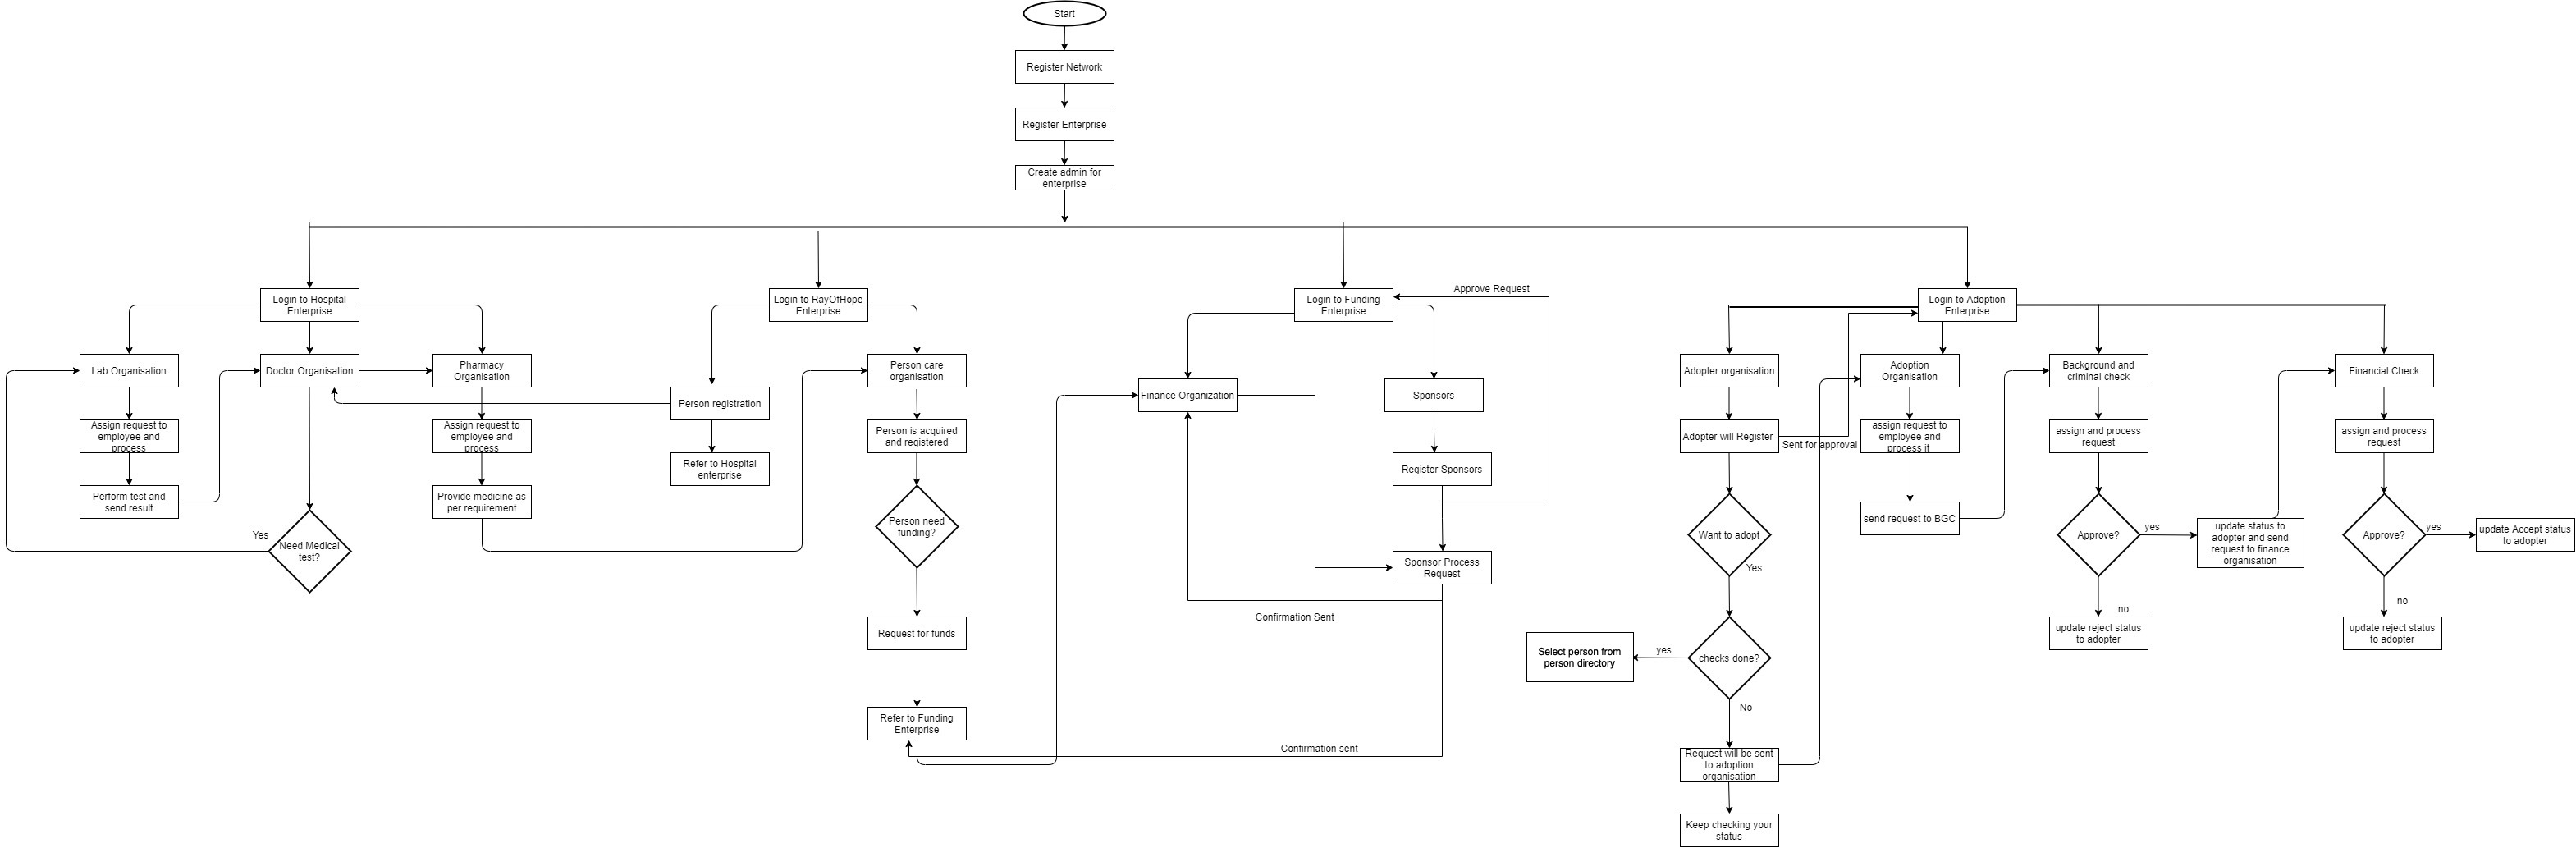 Start
Register Network
Register Enterprise
Create admin for
enterprise
Login to Hospital
Enterprise
Lab Organisation
Assign request to
employee and
process
Perform test and
send result
Doctor Organisation
Yes
Need Medical
test?
Pharmacy
Organisation
Assign request to
employee and
process
Provide medicine as
per requirement
Login to RayOfHope
Enterprise
Person registration
Refer to Hospital
enterprise
Person care
organisation
Person is acquired
and registered
Person need
funding?
Request for funds
Refer to Funding
Enterprise
Login to Funding
Enterprise
Approve Request
Finance Organization
Sponsors
Register Sponsors
Sponsor Process
Request
Confirmation Sent
Confirmation sent
Login to Adoption
Enterprise
Adopter organisation
Adopter will Register
Sent for approval
Want to adopt
Yes
checks done?
yes
Select person from
person directory
No
Request will be sent
to adoption
organisation
Keep checking your
status
Adoption
Organisation
assign request to
employee and
process it
send request to BGC
Background and
criminal check
assign and process
request
Approve?
yes
update status to
adopter and send
request to finance
organisation
no
update reject status
to adopter
Financial Check
assign and process
request
Approve?
yes
update Accept status
to adopter
no
update reject status
to adopter